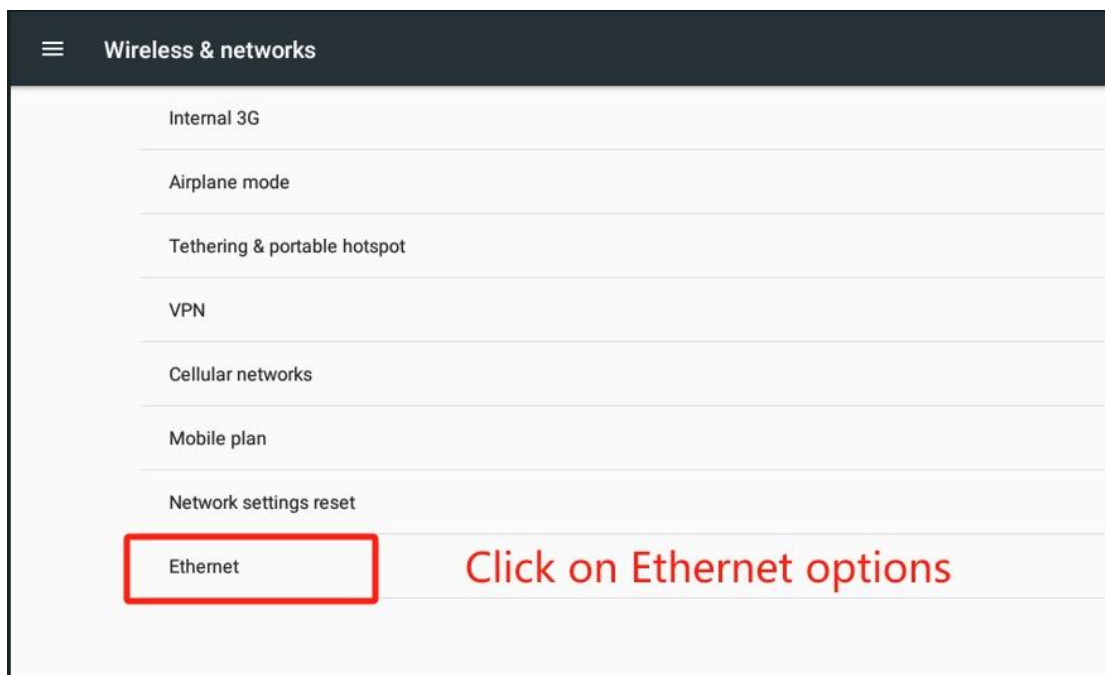 Wireless & networks
Internal 3G
Airplane mode
Tethering & portable hotspot
VPN
Cellular networks
Mobile plan
Network settings reset
Ethernet
Click on Ethernet options